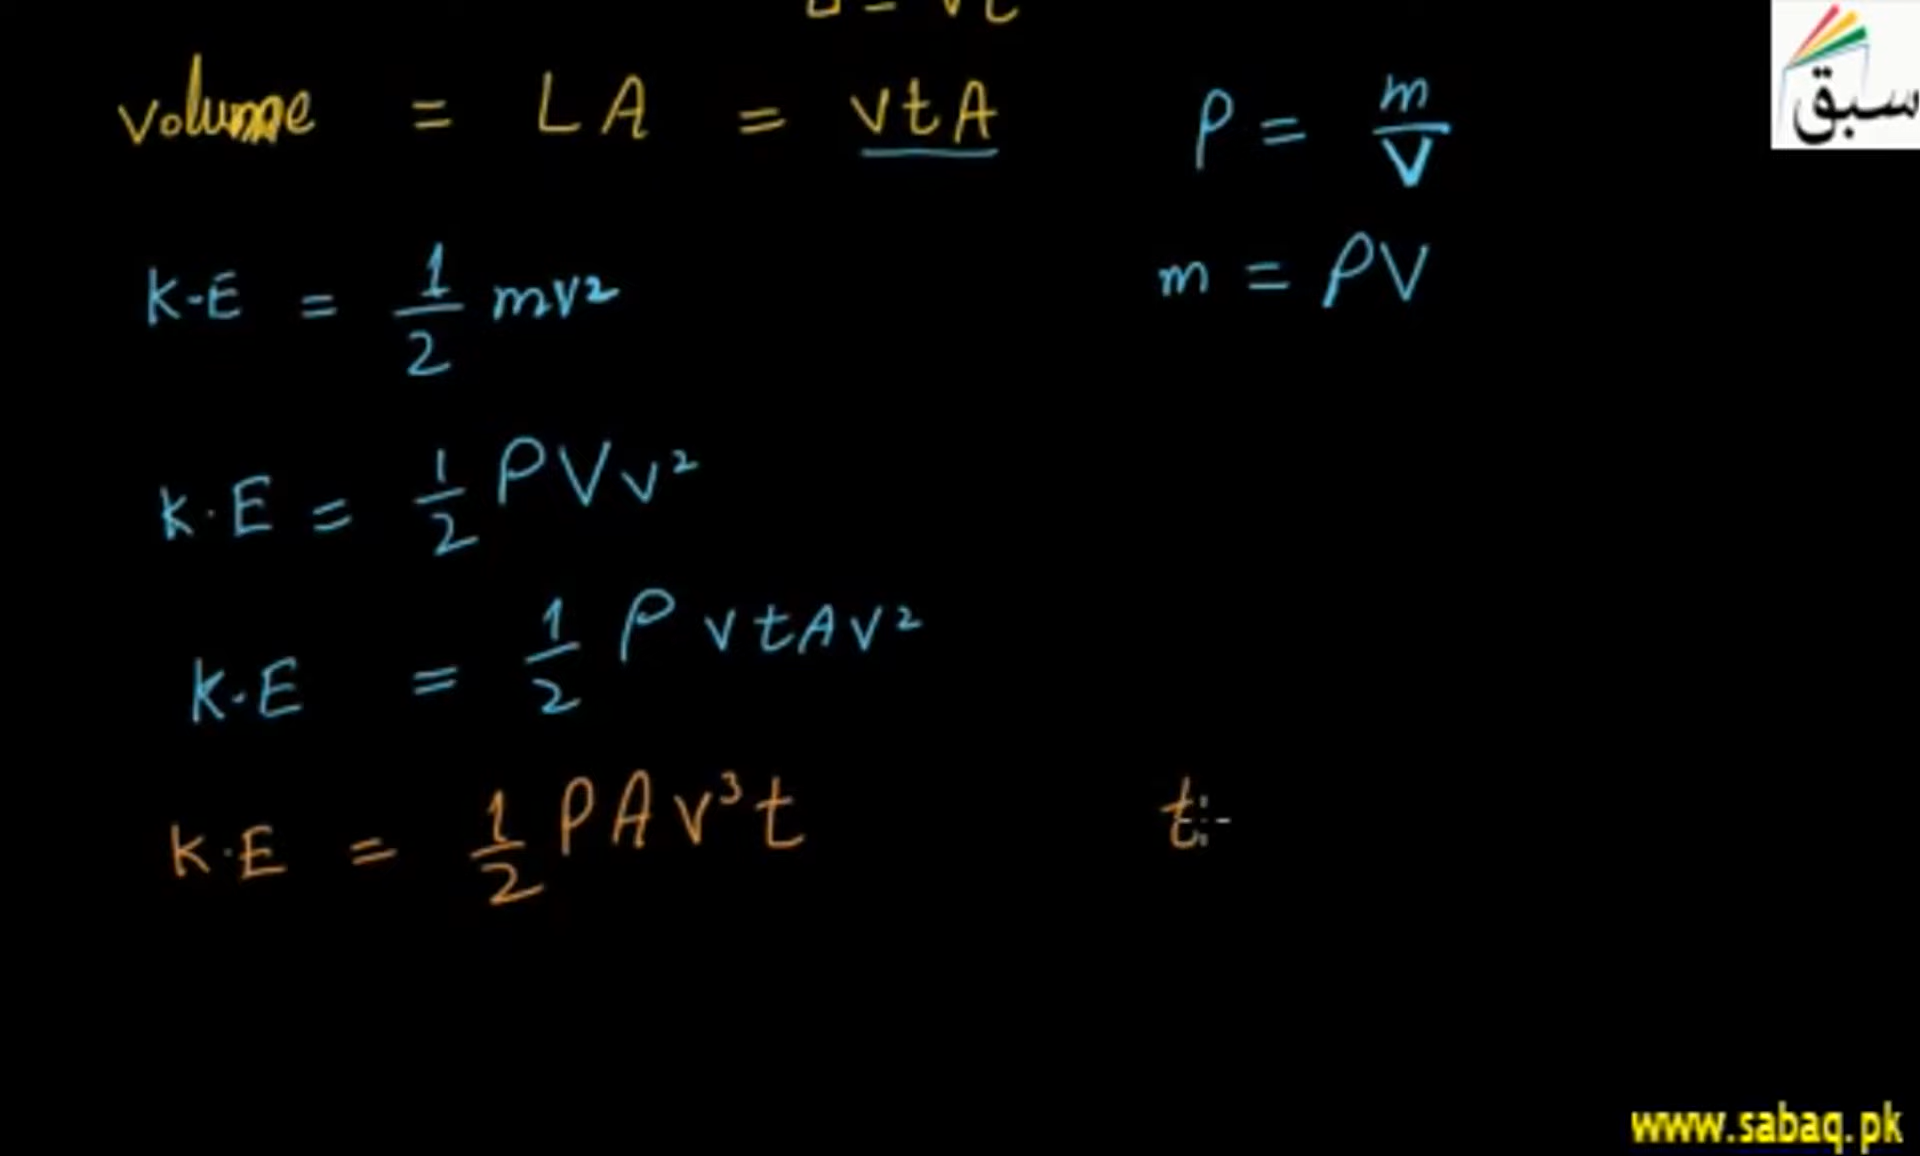 = vt
Volume = LA = vtA
ρ = m/V
سبق
K-E = 1/2 mv²
m = ρV
K.E = 1/2 ρVv²
K.E = 1/2 ρvtAv²
K.E = 1/2 ρAv³t
t
www.sabaq.pk